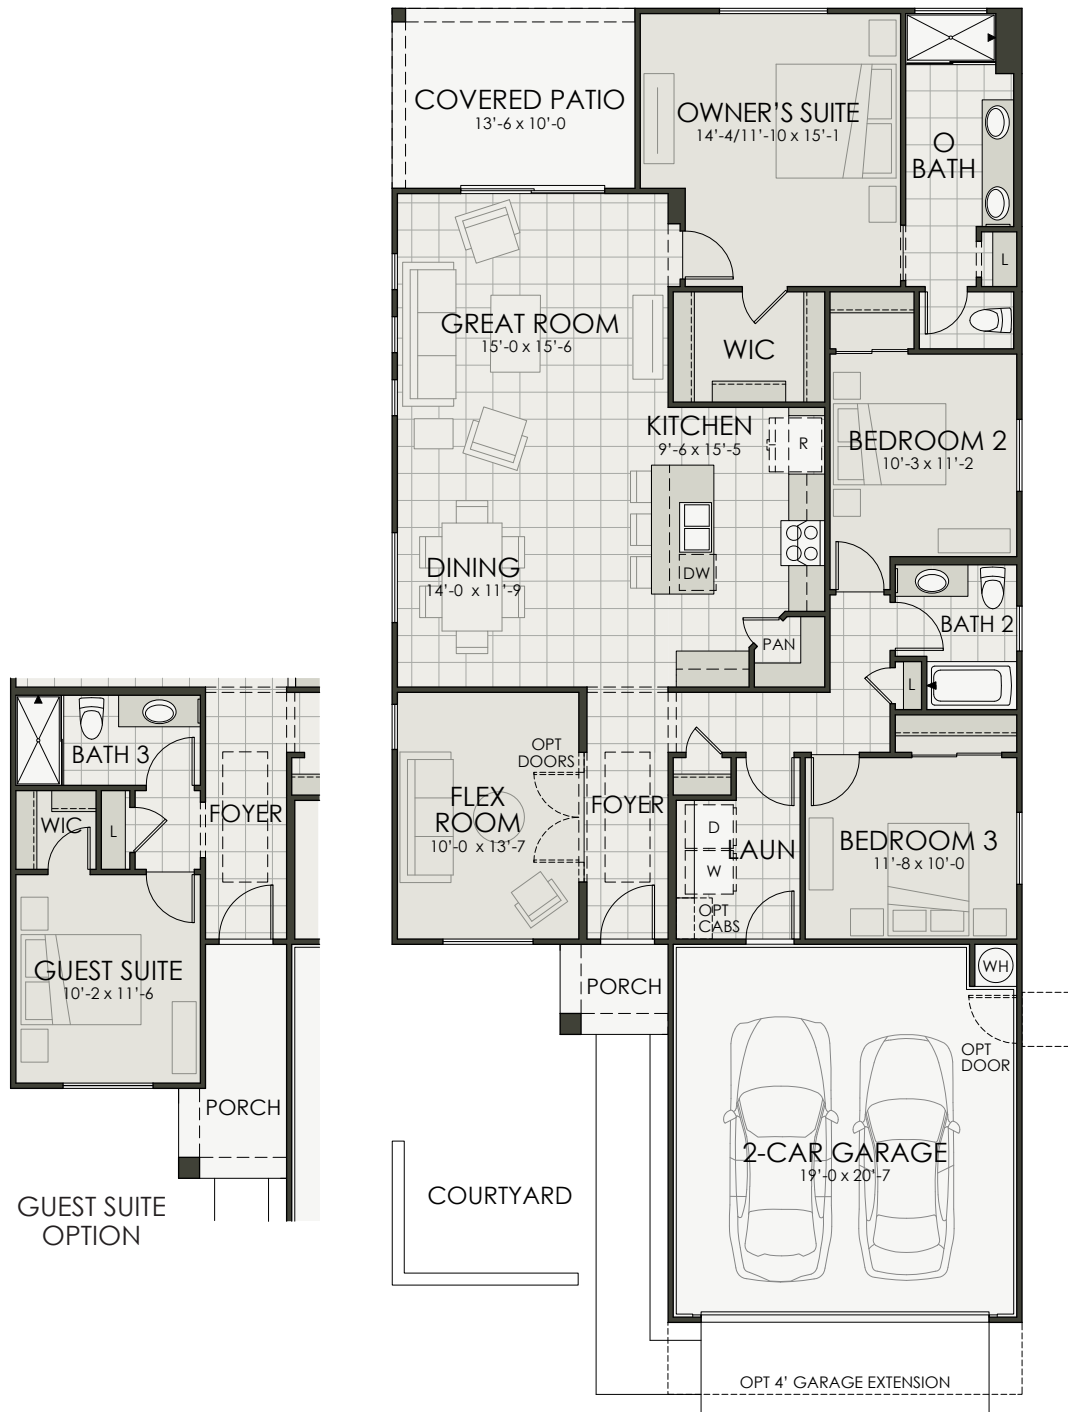 COVERED PATIO
13'-6 x 10'-0
OWNER'S SUITE
14'-4/11'-10 x 15'-1
O
BATH
L
GREAT ROOM
15'-0 x 15'-6
WIC
KITCHEN
9'-6 x 15'-5
R
BEDROOM 2
10'-3 x 11'-2
DINING
14'-0 x 11'-9
DW
PAN
BATH 2
L
OPT
DOORS
FLEX
ROOM
10'-0 x 13'-7
FOYER
D
W
LAUN
OPT
CABS
BEDROOM 3
11'-8 x 10'-0
PORCH
WH
OPT
DOOR
2-CAR GARAGE
19'-0 x 20'-7
COURTYARD
OPT 4' GARAGE EXTENSION
BATH 3
WIC
L
FOYER
GUEST SUITE
10'-2 x 11'-6
PORCH
GUEST SUITE
OPTION